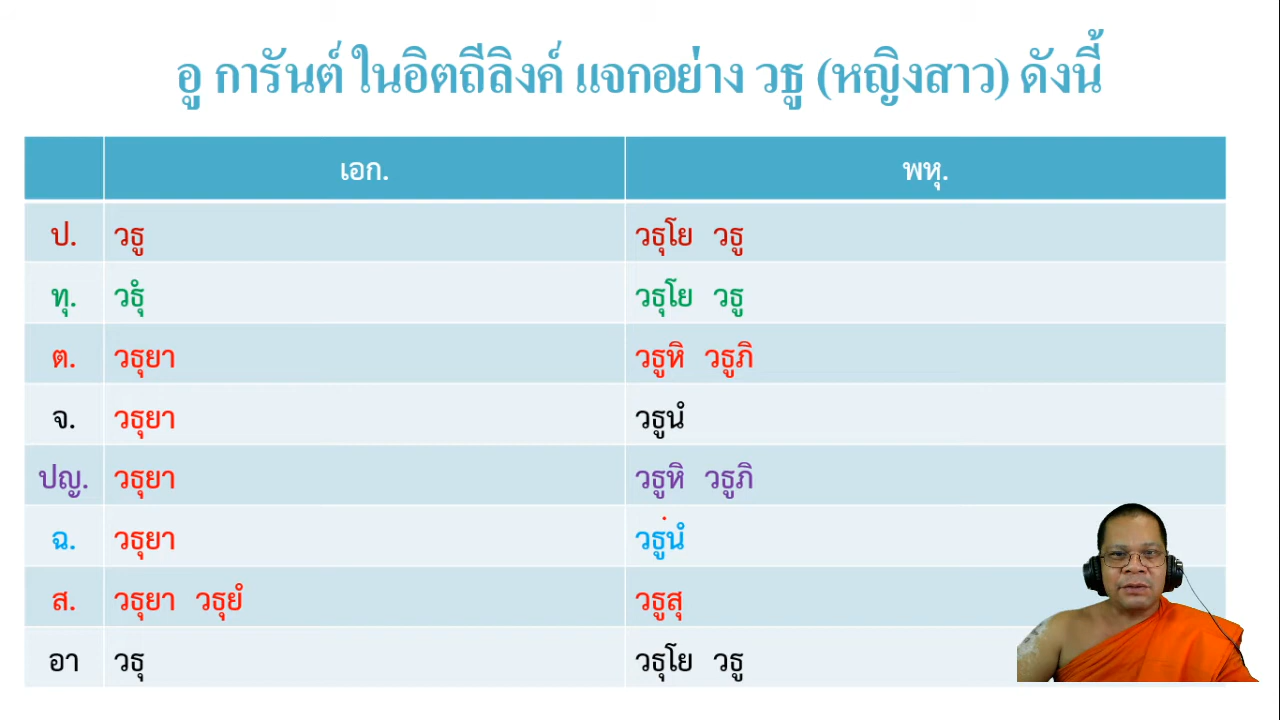 อู การันต์ ในอิตถีลิงค์ แจกอย่าง วธู (หญิงสาว) ดังนี้
เอก. พหุ.
ป. วธู วธุโย วธู
ทุ. วธุํ วธุโย วธู
ต. วธุยา วธูหิ วธูภิ
จ. วธุยา วธูนํ
ปญ. วธุยา วธูหิ วธูภิ
ฉ. วธุยา วธูนํ
ส. วธุยา วธุยํ วธูสุ
อา วธุ วธุโย วธู